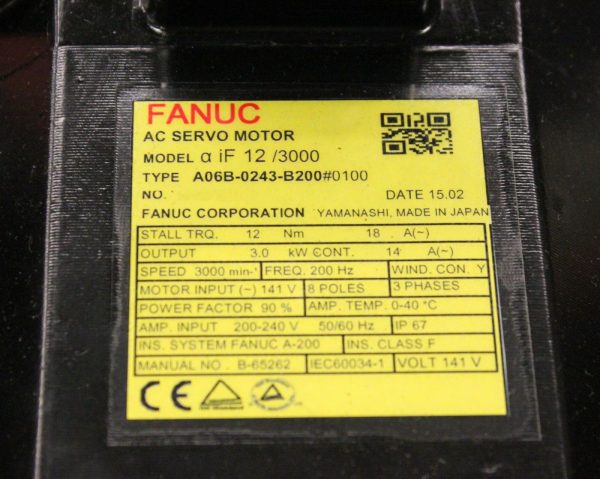 FANUC
AC SERVO MOTOR
MODEL α iF 12 /3000
TYPE A06B-0243-B200#0100
NO. DATE 15.02
FANUC CORPORATION YAMANASHI, MADE IN JAPAN
STALL TRQ. 12 Nm 18 A(~)
OUTPUT 3.0 kW CONT. 14 A(~)
SPEED 3000 min-¹ FREQ. 200 Hz WIND. CON. Y
MOTOR INPUT (~) 141 V 8 POLES 3 PHASES
POWER FACTOR 90 % AMP. TEMP. 0-40 °C
AMP. INPUT 200-240 V 50/60 Hz IP 67
INS. SYSTEM FANUC A-200 INS. CLASS F
MANUAL NO. B-65262 IEC60034-1 VOLT 141 V
CE